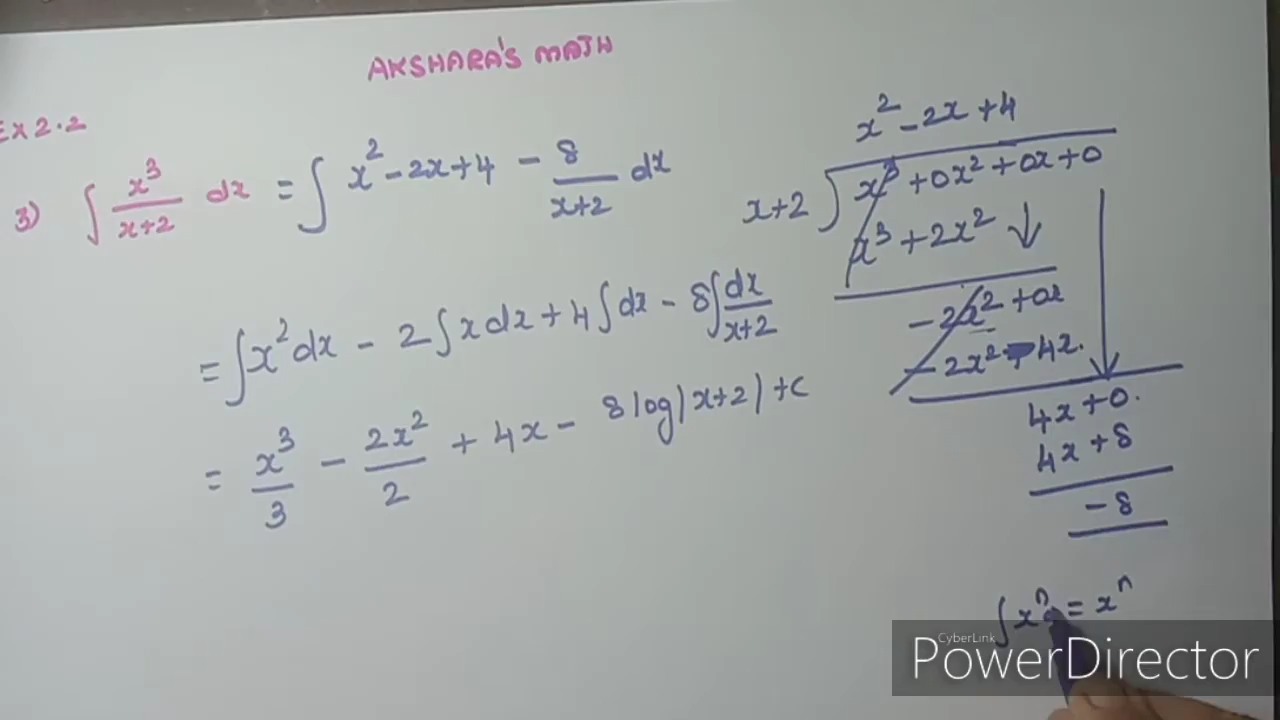 AKSHARA'S MATH
Ex 2.2
3) ∫ x³/(x+2) dx = ∫ x² - 2x + 4 - 8/(x+2) dx
= ∫x² dx - 2∫x dx + 4∫dx - 8∫dx/(x+2)
= x³/3 - 2x²/2 + 4x - 8 log|x+2| + c
x² - 2x + 4
x+2 ) x³ + 0x² + 0x + 0
x³ + 2x² ↓
-2x² + 0x
-2x² - 4x.
4x + 0.
4x + 8
-8
∫xⁿ = xⁿ
CyberLink
PowerDirector